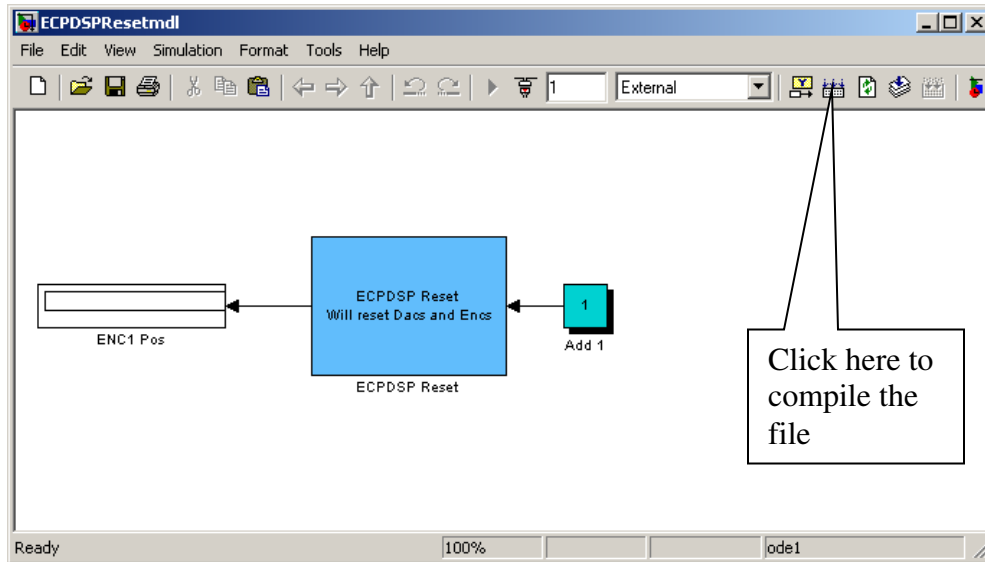 ECPDSPResetmdl
File Edit View Simulation Format Tools Help
1 External
ECPDSP Reset
Will reset Dacs and Encs
1
ENC1 Pos
Add 1
ECPDSP Reset
Click here to
compile the
file
Ready 100% ode1